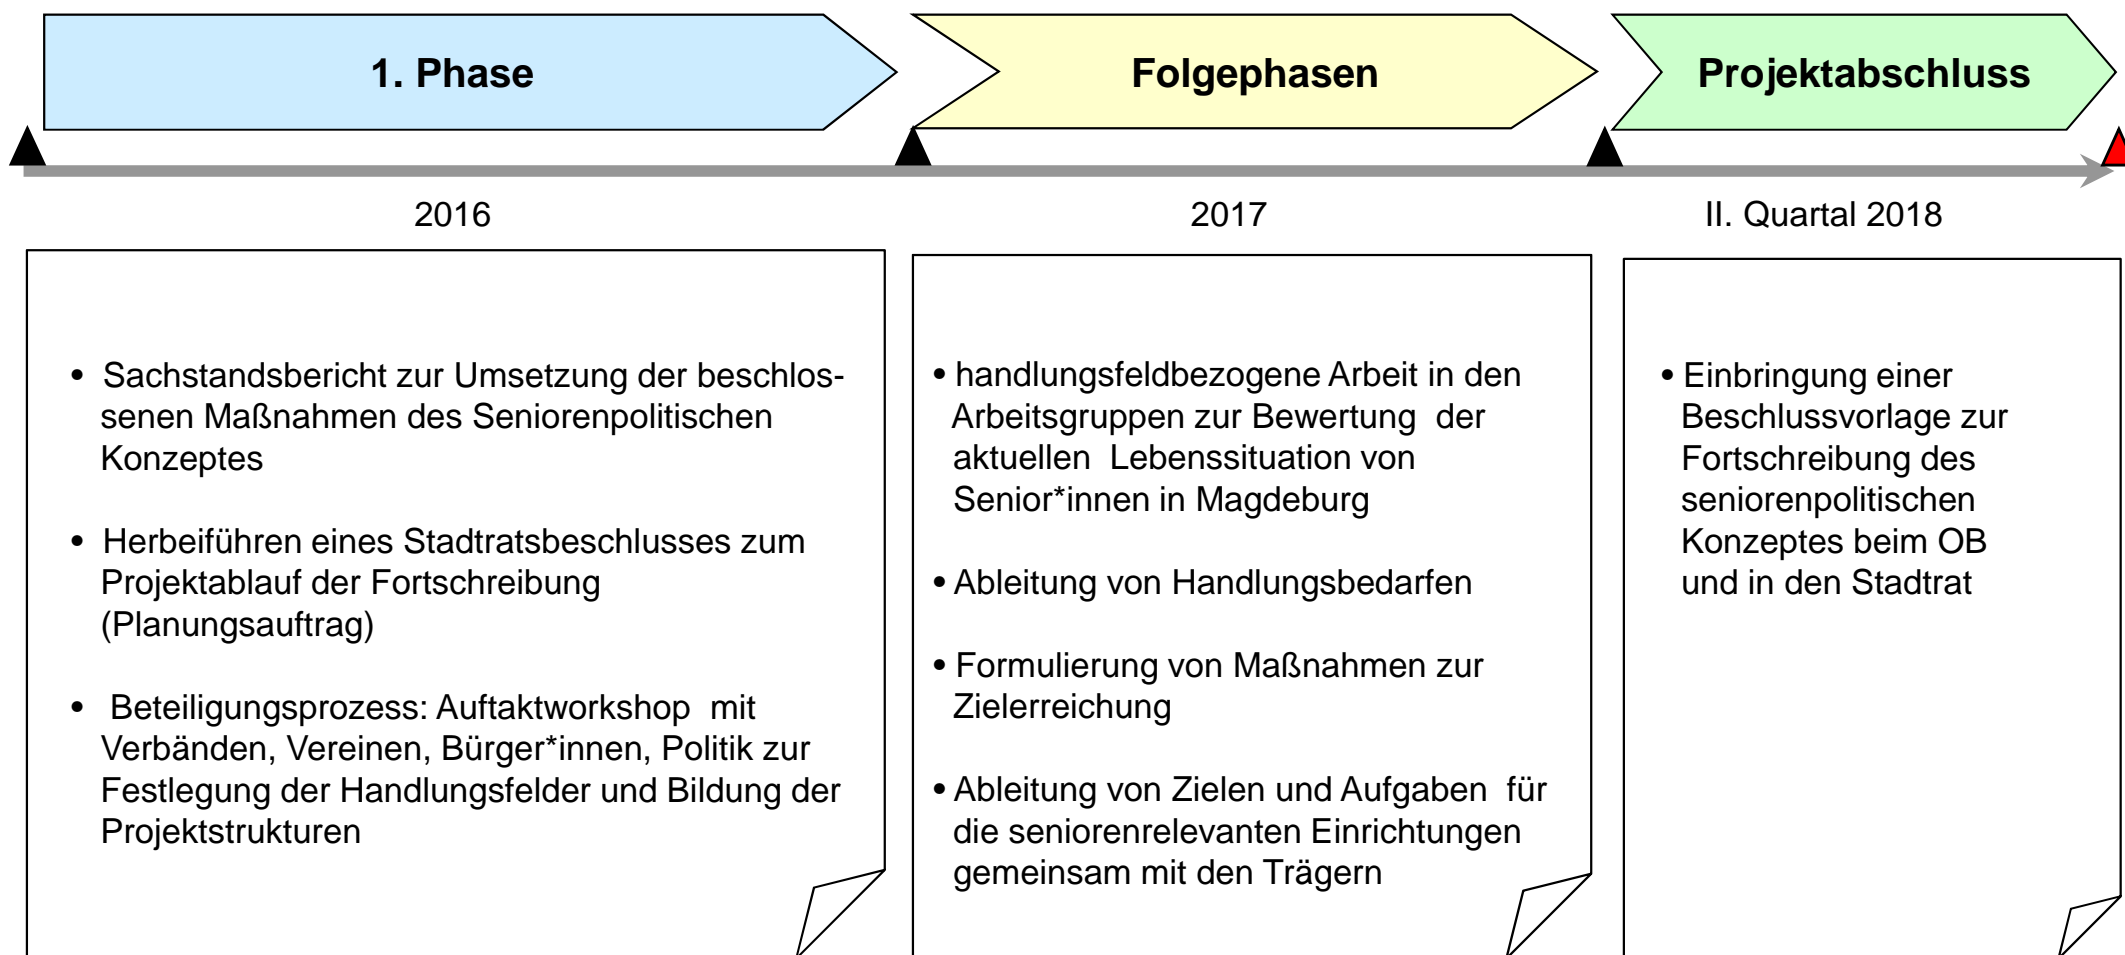 1. Phase
Folgephasen
Projektabschluss
2016
2017
II. Quartal 2018
• Sachstandsbericht zur Umsetzung der beschlos-
senen Maßnahmen des Seniorenpolitischen
Konzeptes
• Herbeiführen eines Stadtratsbeschlusses zum
Projektablauf der Fortschreibung
(Planungsauftrag)
• Beteiligungsprozess: Auftaktworkshop mit
Verbänden, Vereinen, Bürger*innen, Politik zur
Festlegung der Handlungsfelder und Bildung der
Projektstrukturen
• handlungsfeldbezogene Arbeit in den
Arbeitsgruppen zur Bewertung der
aktuellen Lebenssituation von
Senior*innen in Magdeburg
• Ableitung von Handlungsbedarfen
• Formulierung von Maßnahmen zur
Zielerreichung
• Ableitung von Zielen und Aufgaben für
die seniorenrelevanten Einrichtungen
gemeinsam mit den Trägern
• Einbringung einer
Beschlussvorlage zur
Fortschreibung des
seniorenpolitischen
Konzeptes beim OB
und in den Stadtrat